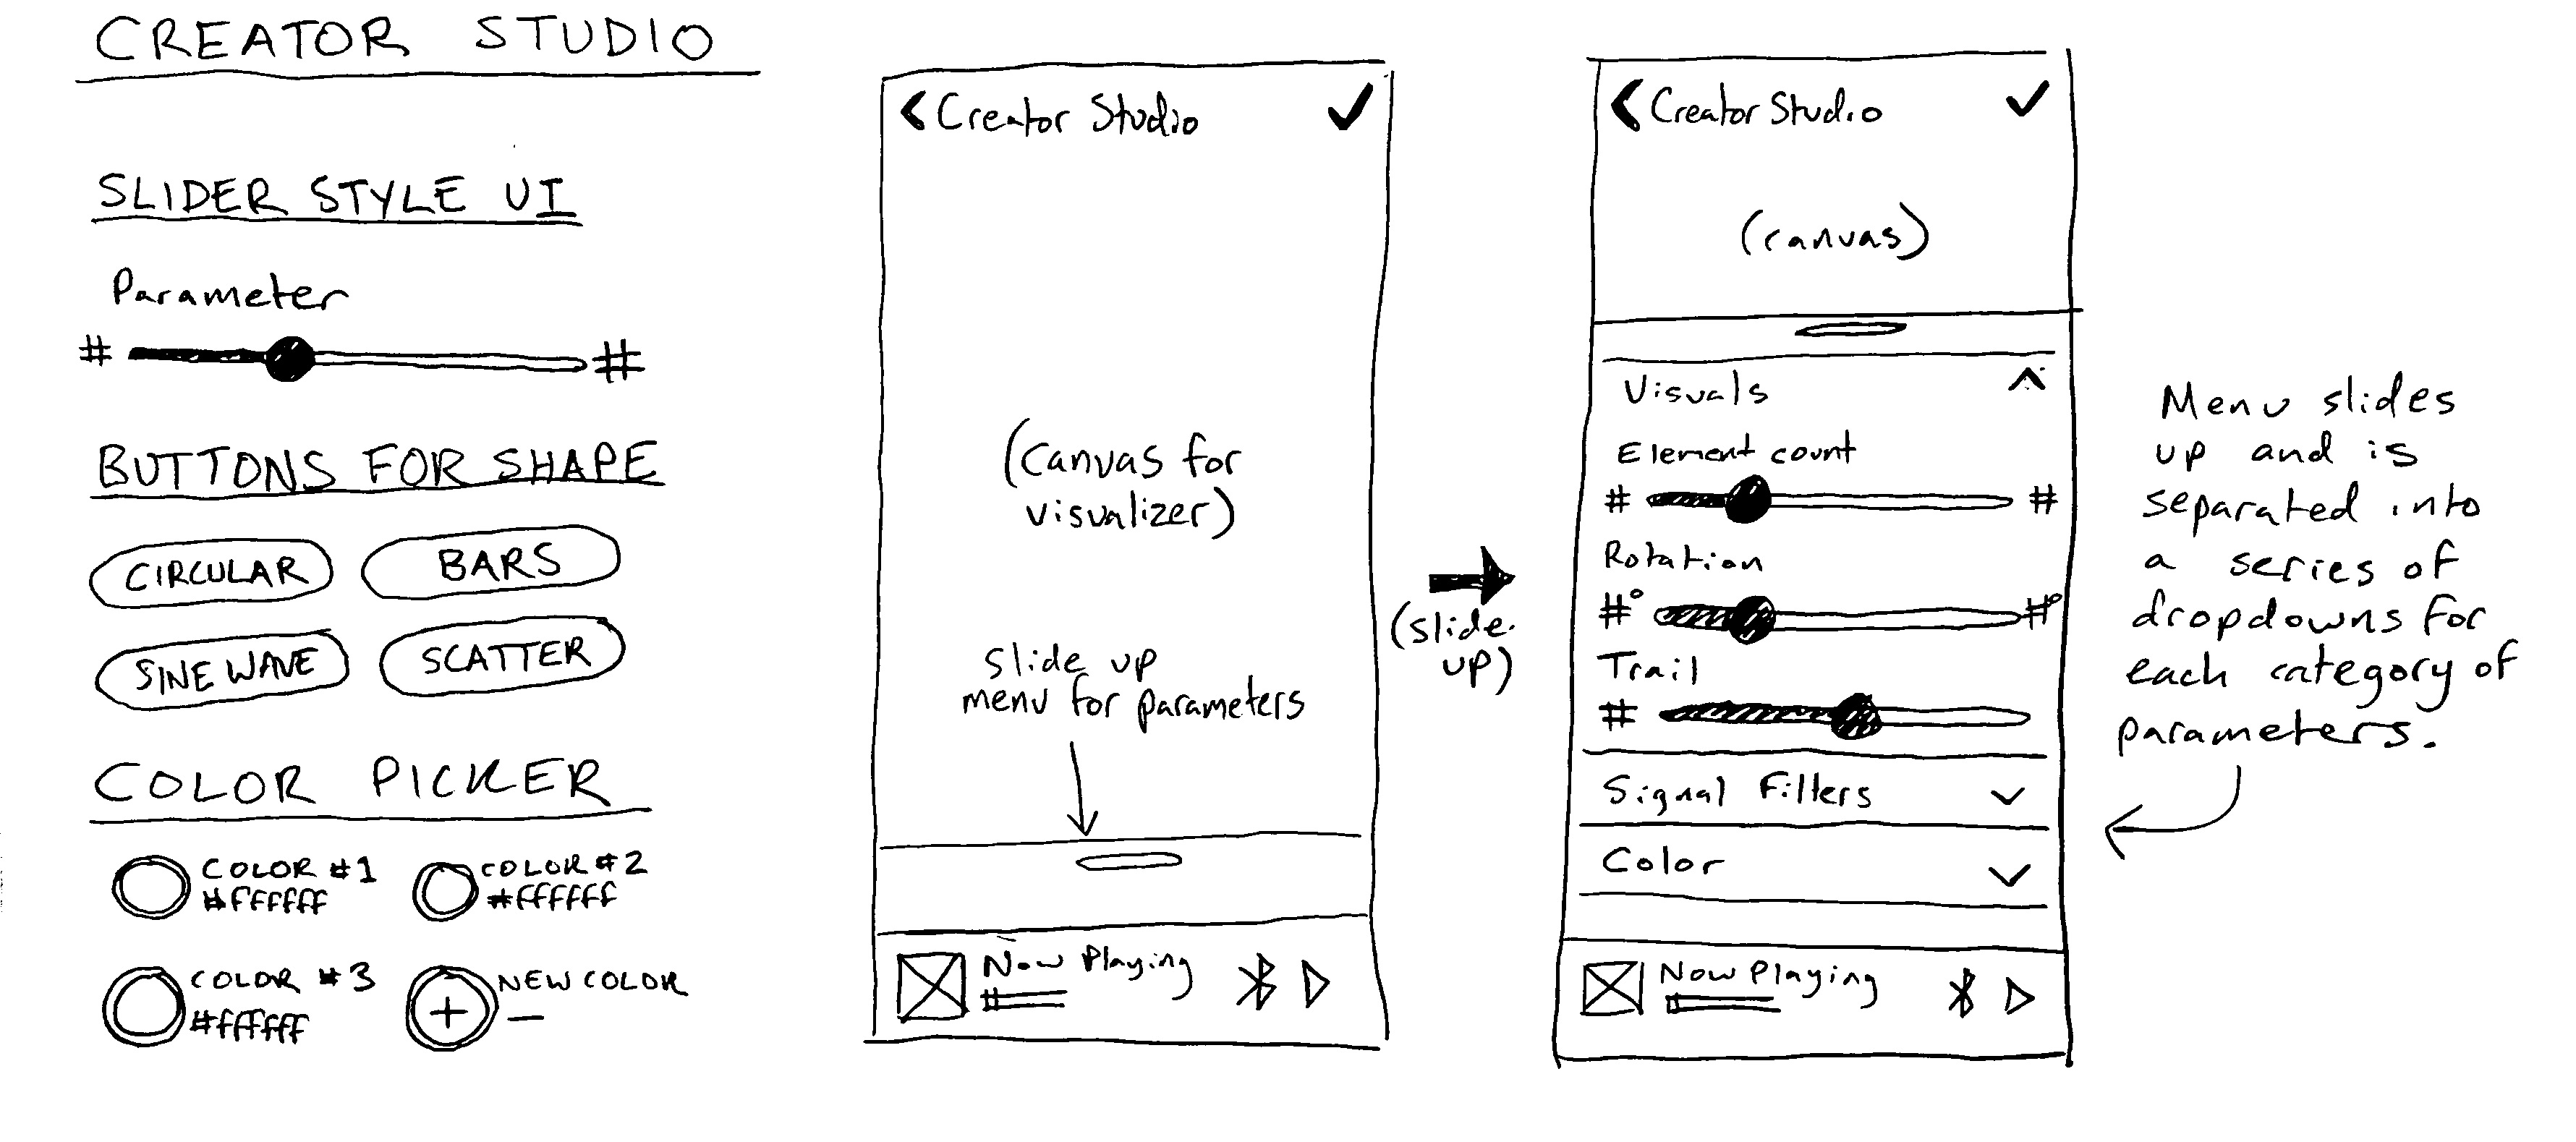 CREATOR STUDIO
SLIDER STYLE UI
Parameter
# #
BUTTONS FOR SHAPE
CIRCULAR BARS
SINE WAVE SCATTER
COLOR PICKER
COLOR #1 COLOR #2
#ffffff #ffffff
COLOR #3 NEW COLOR
#ffffff —
Creator Studio
(Canvas for
visualizer)
slide up
menu for parameters
Now Playing
(slide
up)
Creator Studio
(canvas)
Visuals
Element count
# #
Rotation
#° #°
Trail
#
Signal Filters
Color
Now Playing
Menu slides
up and is
separated into
a series of
dropdowns for
each category of
parameters.